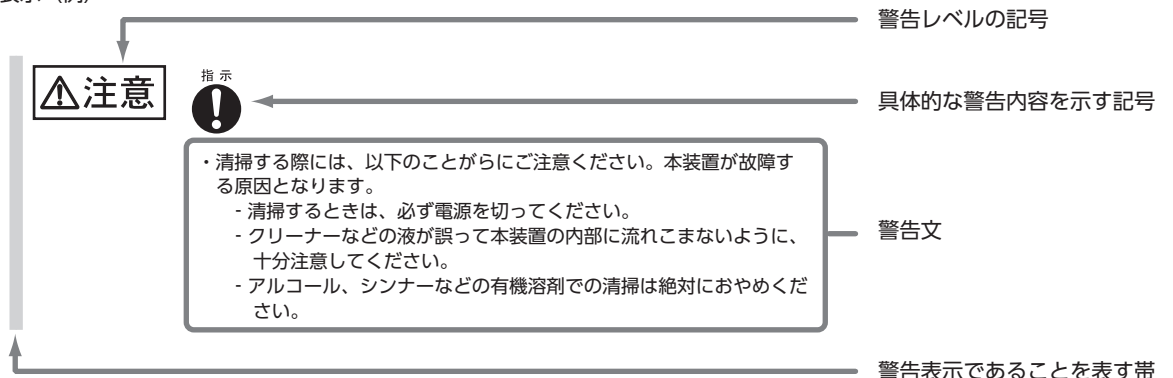 警告レベルの記号
注意
指示
具体的な警告内容を示す記号
・清掃する際には、以下のことがらにご注意ください。本装置が故障す
る原因となります。
- 清掃するときは、必ず電源を切ってください。
- クリーナーなどの液が誤って本装置の内部に流れこまないように、
十分注意してください。
- アルコール、シンナーなどの有機溶剤での清掃は絶対におやめくだ
さい。
警告文
警告表示であることを表す帯